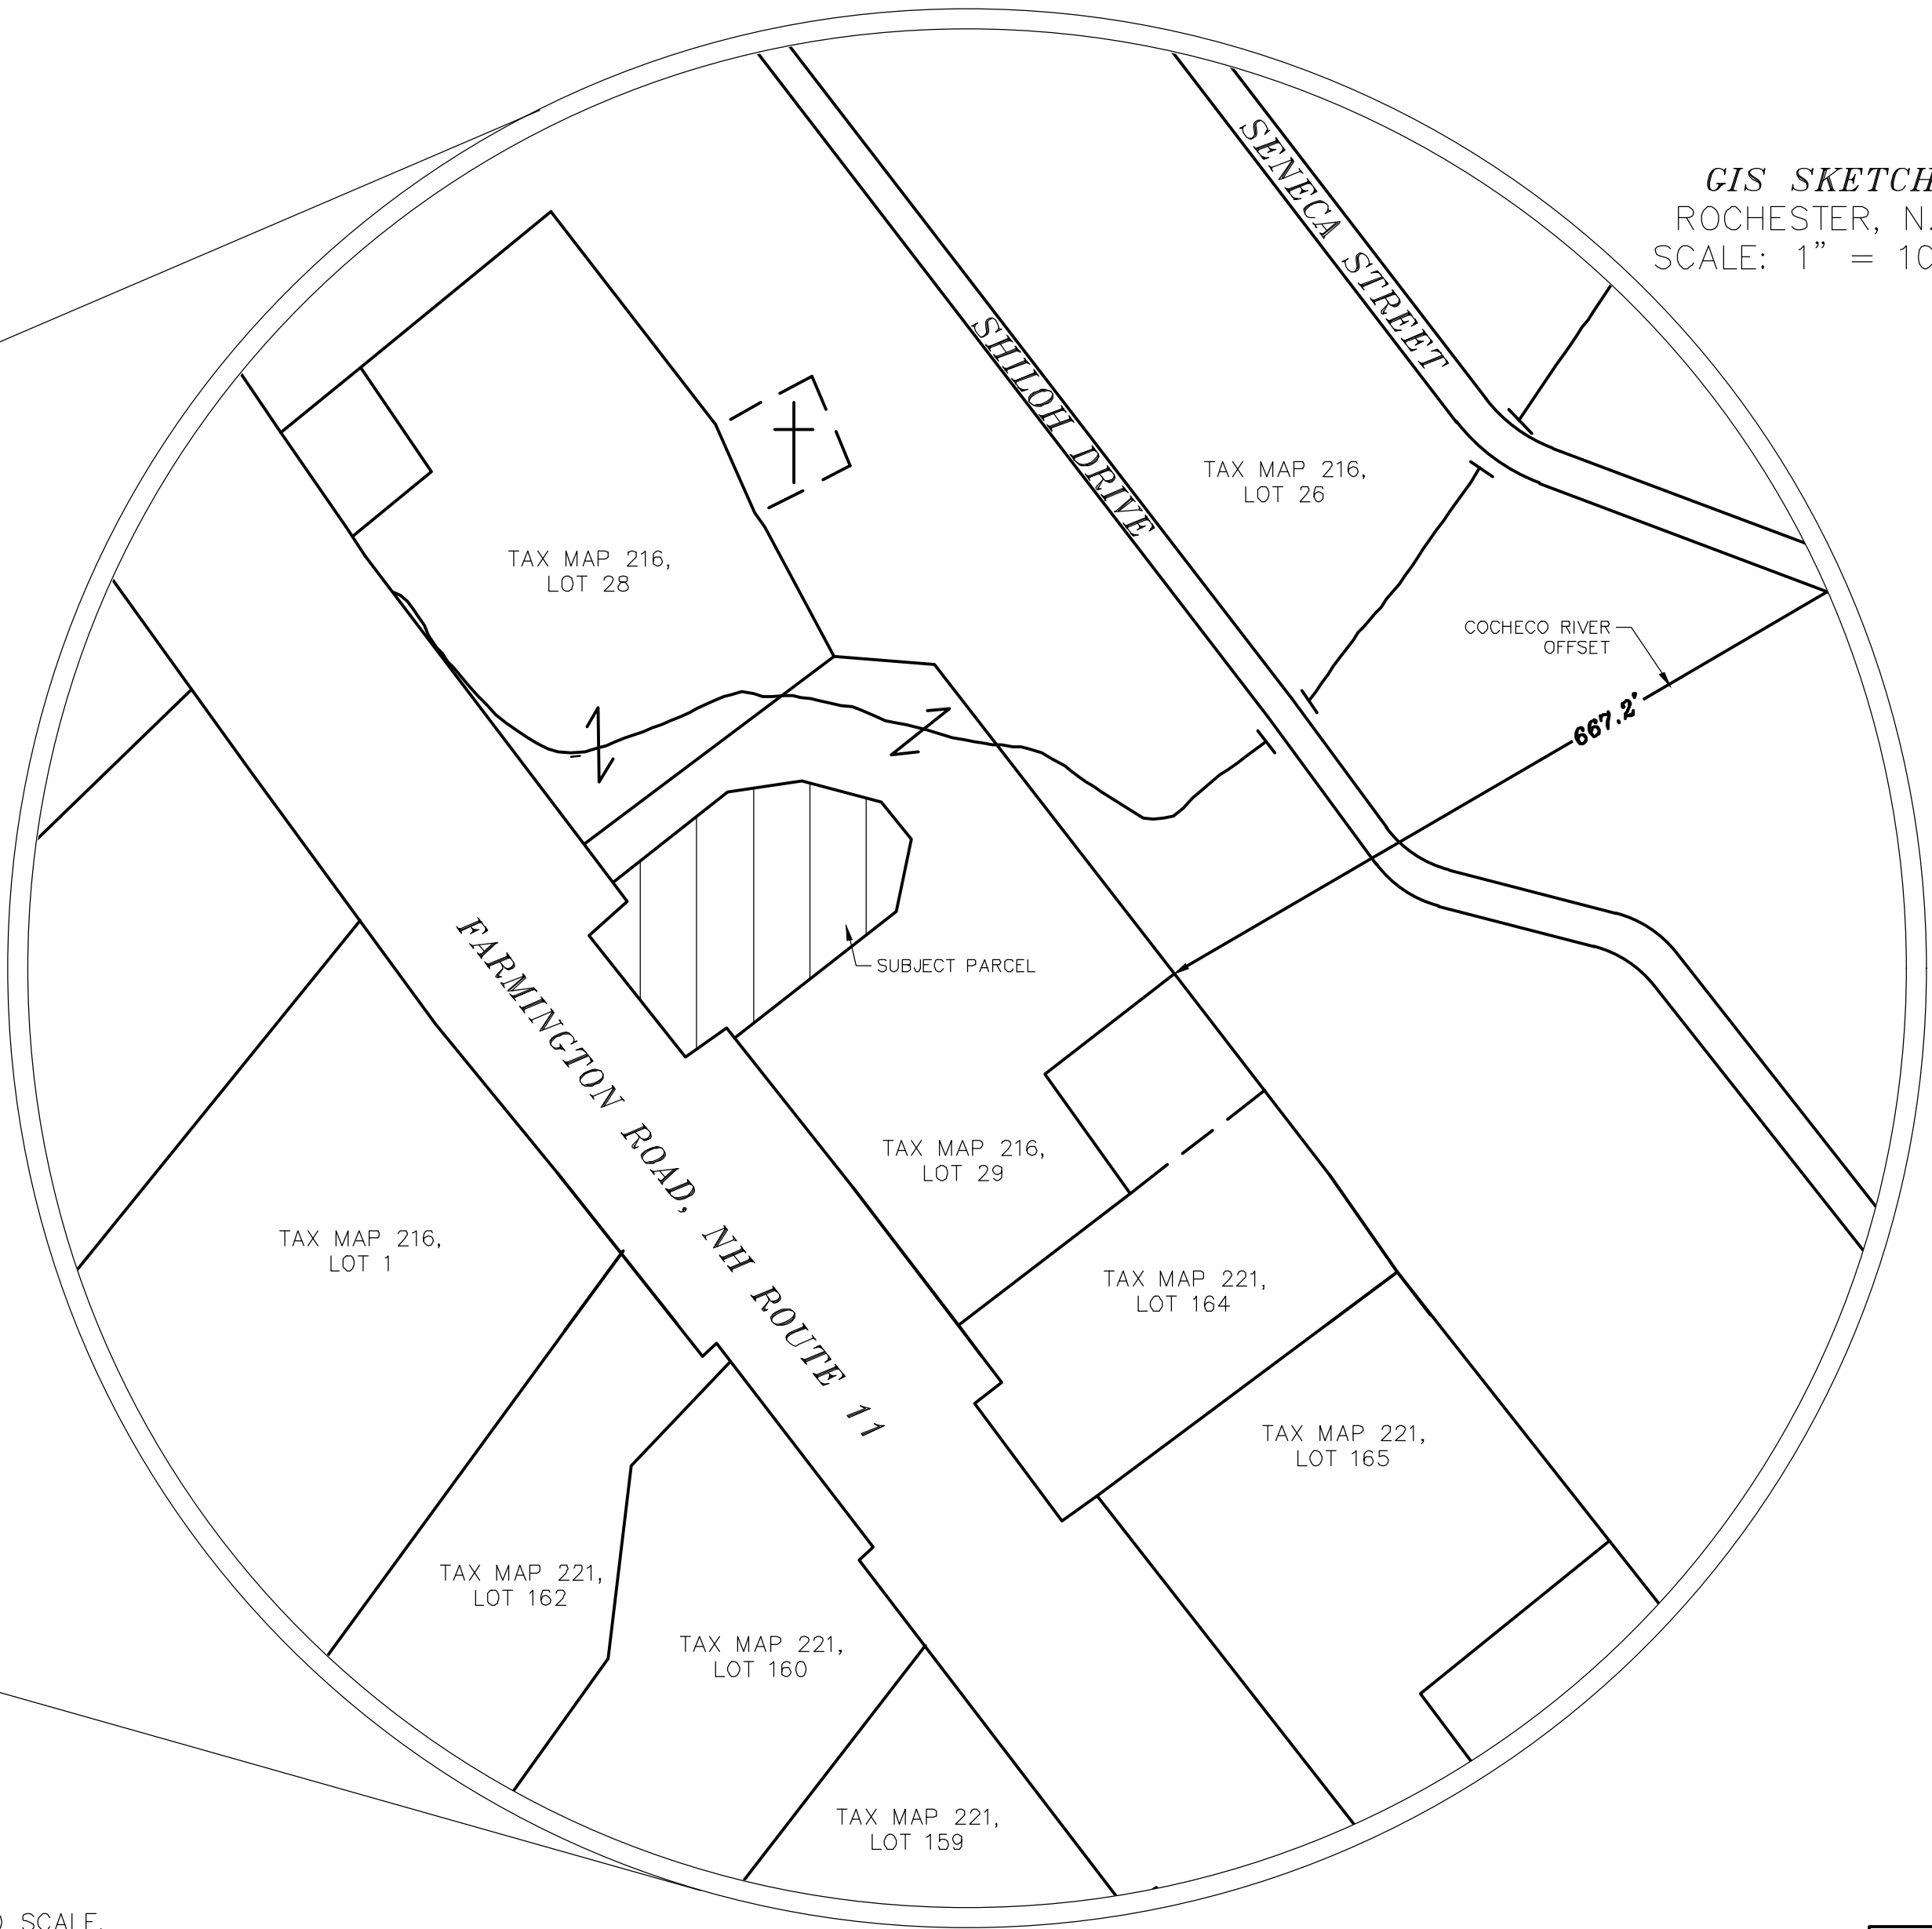 GIS SKETCH
ROCHESTER, N.
SCALE: 1" = 10
SENECA STREET
SHILOH DRIVE
TAX MAP 216,
LOT 26
TAX MAP 216,
LOT 28
COCHECO RIVER
OFFSET
667.2'
SUBJECT PARCEL
FARMINGTON ROAD, NH ROUTE 11
TAX MAP 216,
LOT 29
TAX MAP 216,
LOT 1
TAX MAP 221,
LOT 164
TAX MAP 221,
LOT 165
TAX MAP 221,
LOT 162
TAX MAP 221,
LOT 160
TAX MAP 221,
LOT 159
SCALE.